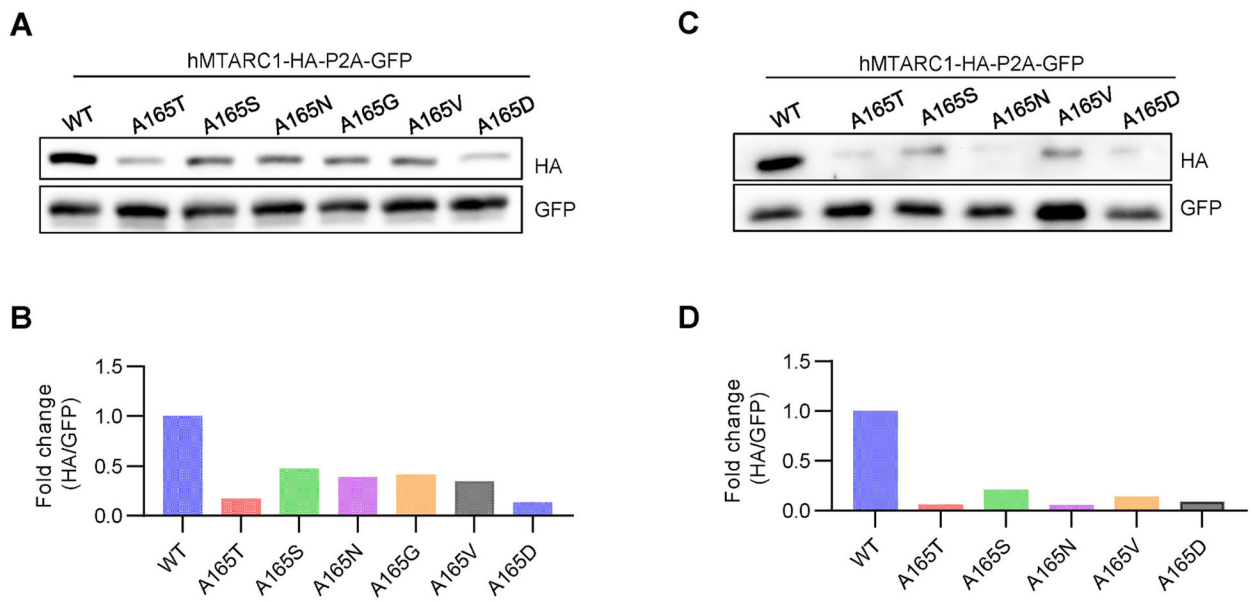 A
hMTARC1-HA-P2A-GFP
WT A165T A165S A165N A165G A165V A165D
HA
GFP
B
Fold change
(HA/GFP)
1.5
1.0
0.5
0.0
WT A165T A165S A165N A165G A165V A165D
C
hMTARC1-HA-P2A-GFP
WT A165T A165S A165N A165V A165D
HA
GFP
D
Fold change
(HA/GFP)
1.5
1.0
0.5
0.0
WT A165T A165S A165N A165V A165D